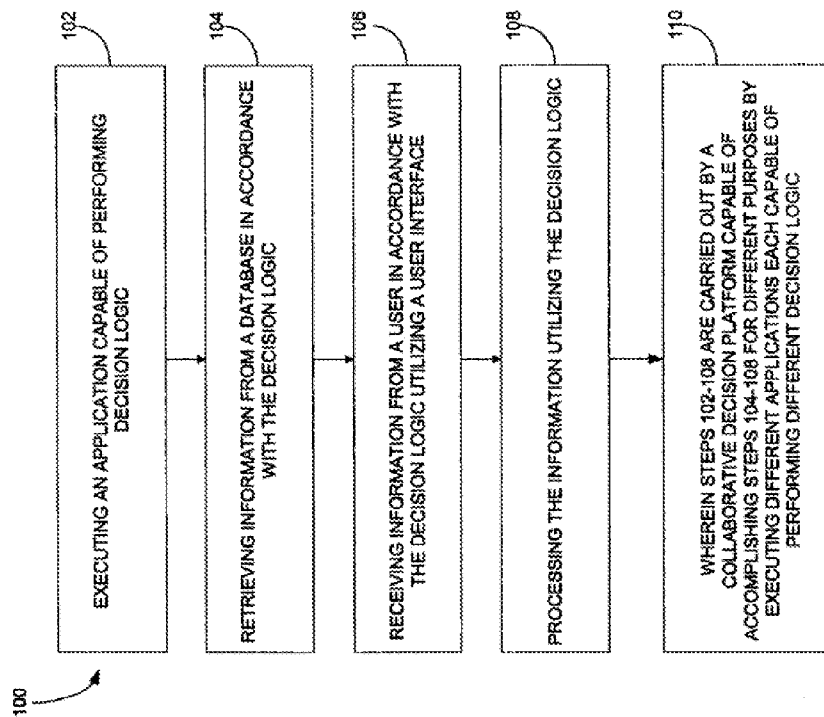 100
102
EXECUTING AN APPLICATION CAPABLE OF PERFORMING
DECISION LOGIC
104
RETRIEVING INFORMATION FROM A DATABASE IN ACCORDANCE
WITH THE DECISION LOGIC
106
RECEIVING INFORMATION FROM A USER IN ACCORDANCE WITH
THE DECISION LOGIC UTILIZING A USER INTERFACE
108
PROCESSING THE INFORMATION UTILIZING THE DECISION LOGIC
110
WHEREIN STEPS 102-108 ARE CARRIED OUT BY A
COLLABORATIVE DECISION PLATFORM CAPABLE OF
ACCOMPLISHING STEPS 104-108 FOR DIFFERENT PURPOSES BY
EXECUTING DIFFERENT APPLICATIONS EACH CAPABLE OF
PERFORMING DIFFERENT DECISION LOGIC